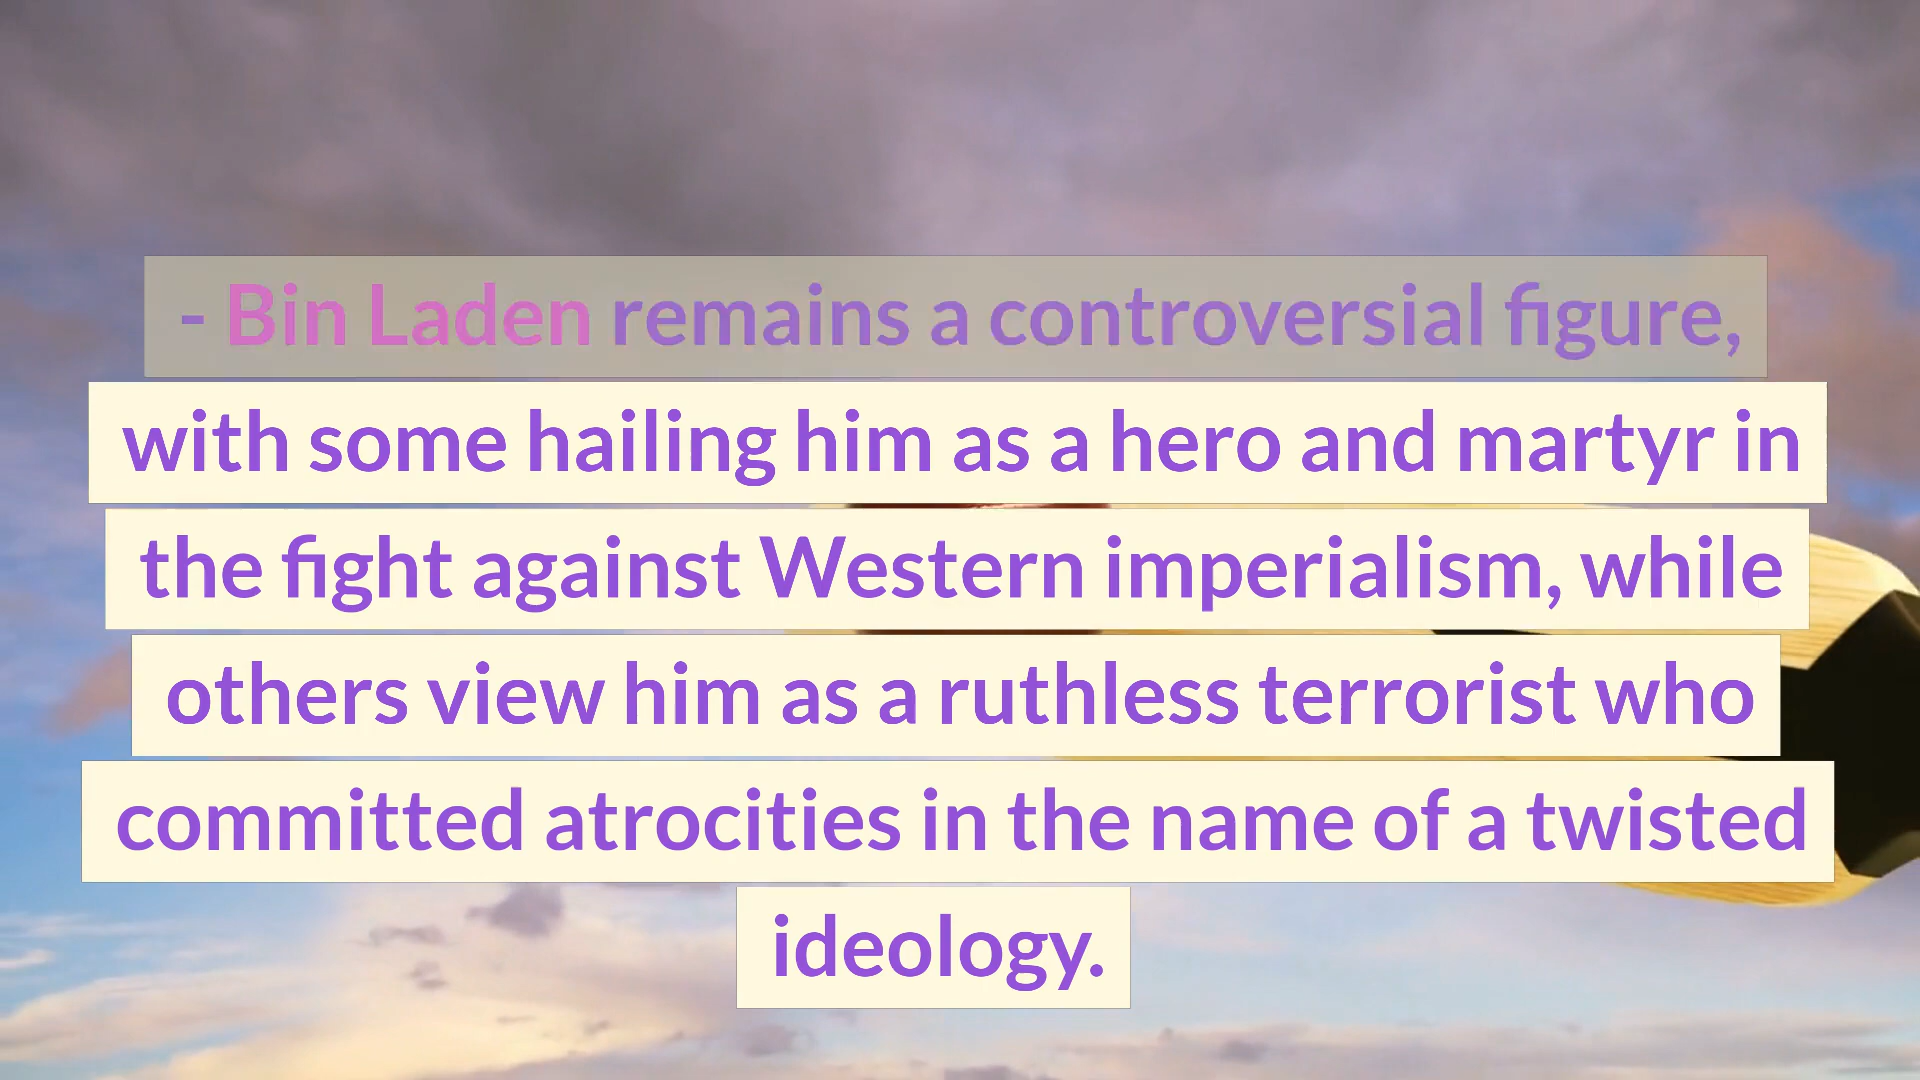 - Bin Laden remains a controversial figure,
with some hailing him as a hero and martyr in
the fight against Western imperialism, while
others view him as a ruthless terrorist who
committed atrocities in the name of a twisted
ideology.